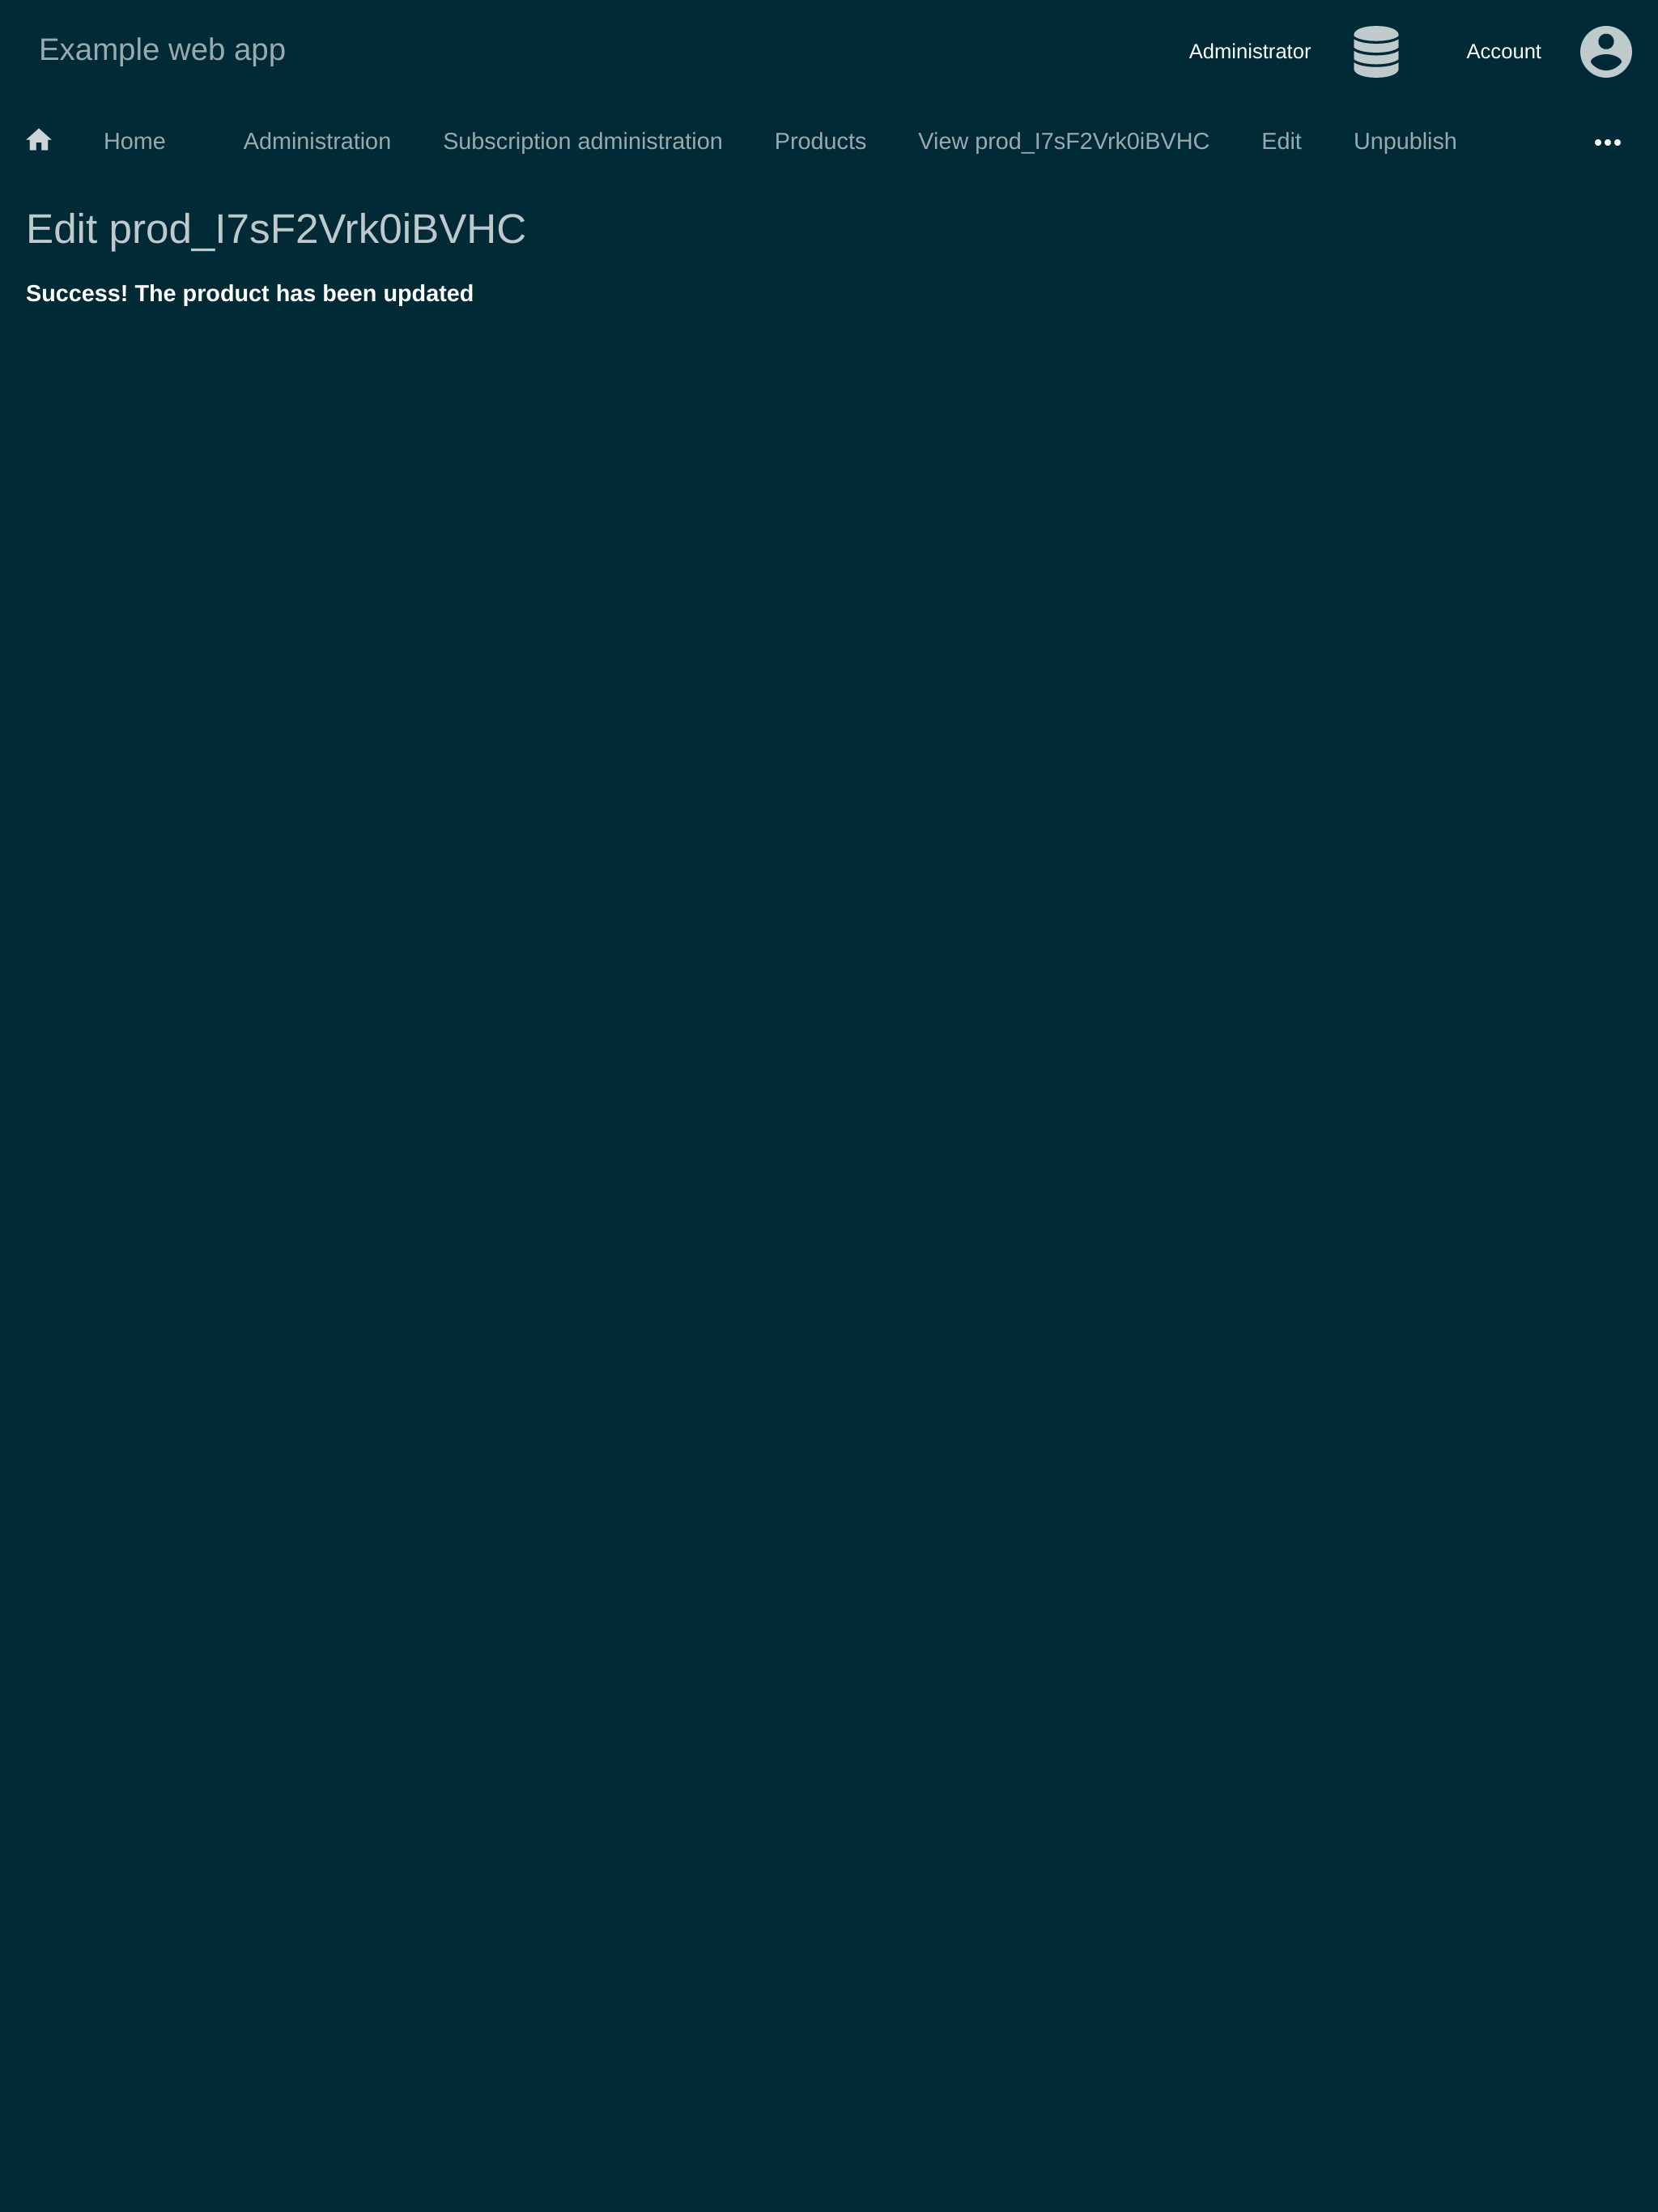 Example web app
Administrator
Account
Home
Administration
Subscription administration
Products
View prod_I7sF2Vrk0iBVHC
Edit
Unpublish
Edit prod_I7sF2Vrk0iBVHC
Success! The product has been updated